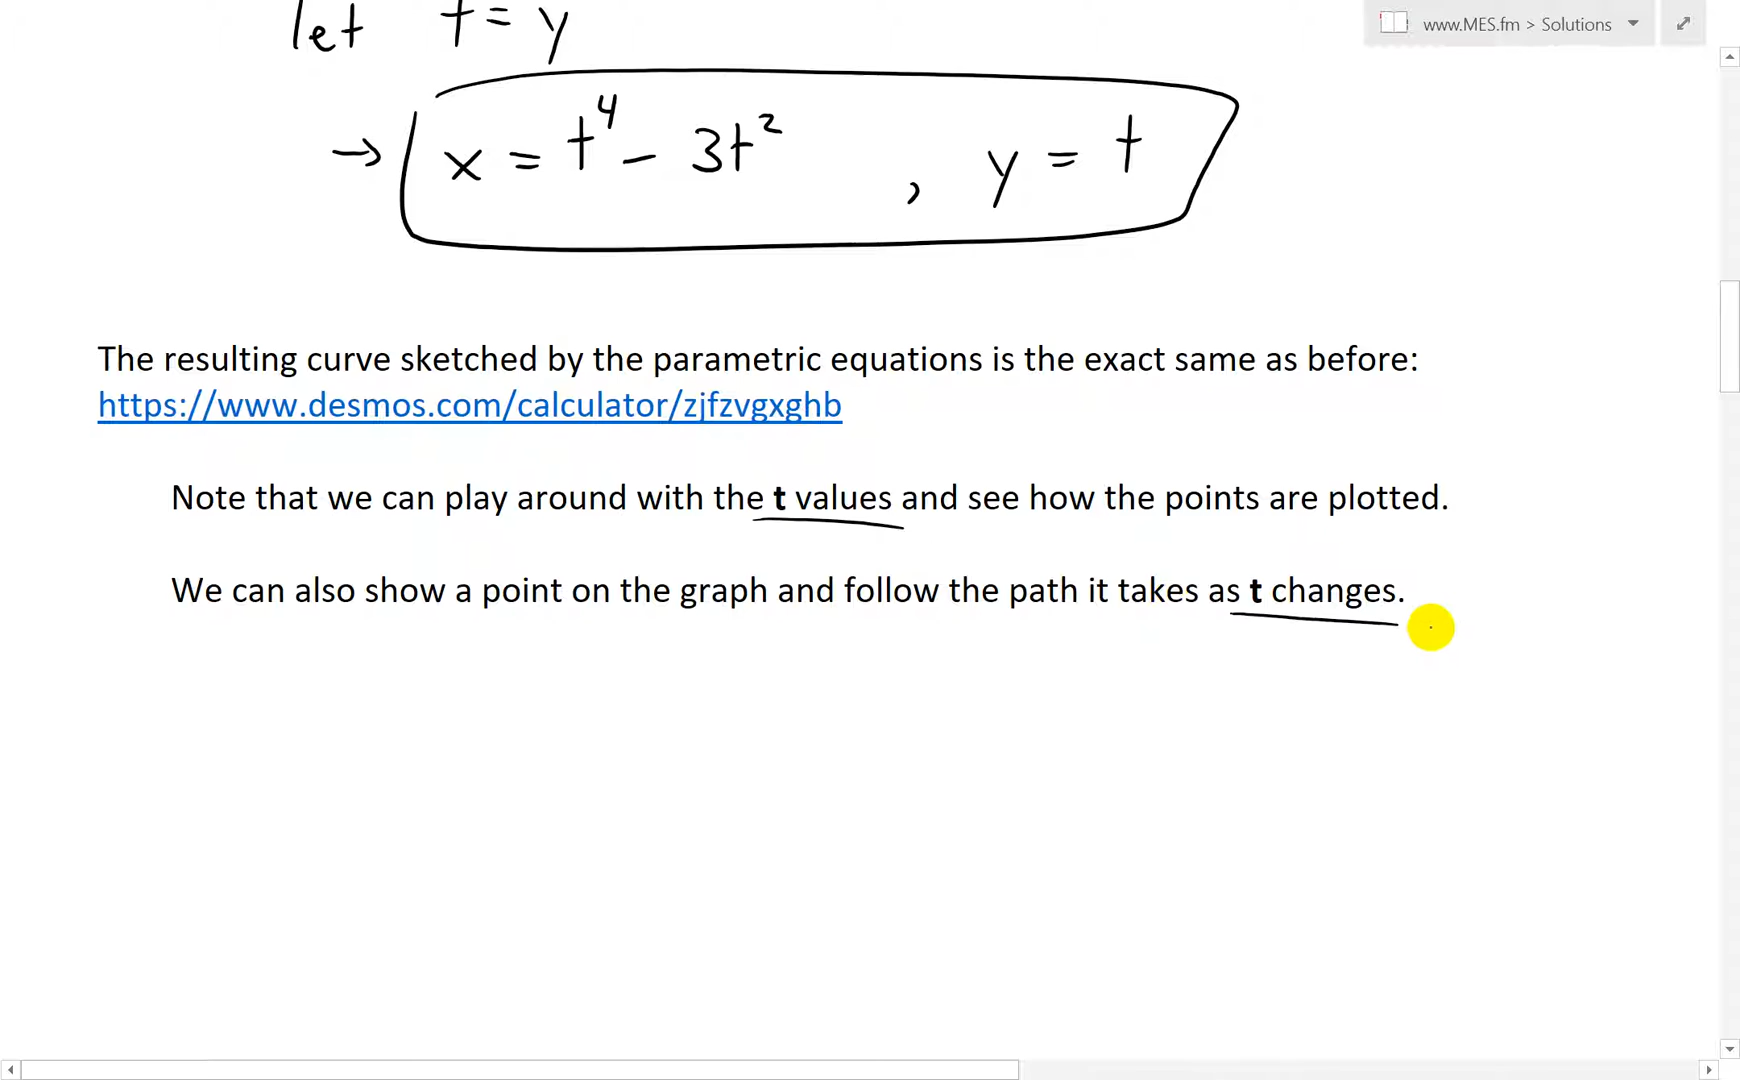 www.MES.fm > Solutions
let t = y
→ x = t⁴ - 3t² , y = t
The resulting curve sketched by the parametric equations is the exact same as before:
https://www.desmos.com/calculator/zjfzvgxghb
Note that we can play around with the t values and see how the points are plotted.
We can also show a point on the graph and follow the path it takes as t changes.